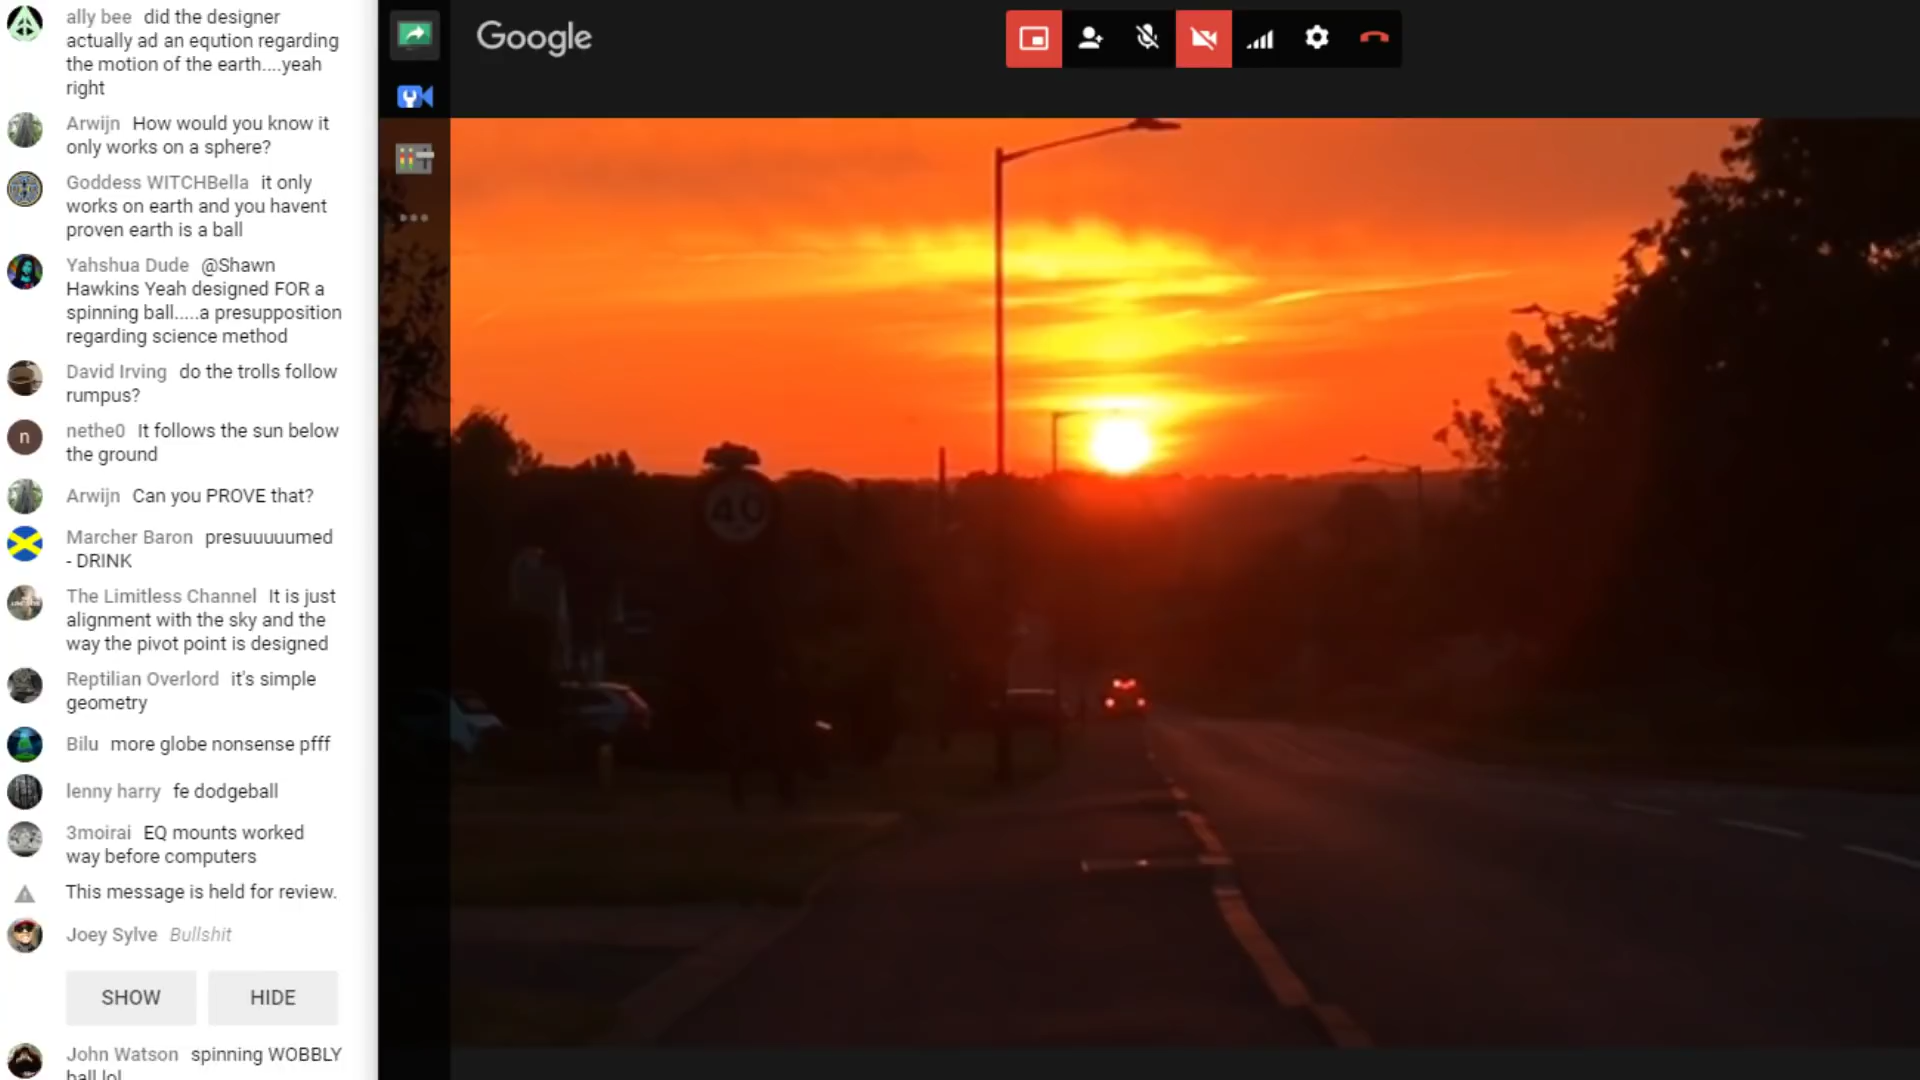 ally bee did the designer
actually ad an eqution regarding
the motion of the earth....yeah
right
Arwijn How would you know it
only works on a sphere?
Goddess WITCHBella it only
works on earth and you havent
proven earth is a ball
Yahshua Dude @Shawn
Hawkins Yeah designed FOR a
spinning ball.....a presupposition
regarding science method
David Irving do the trolls follow
rumpus?
n
nethe0 It follows the sun below
the ground
Arwijn Can you PROVE that?
Marcher Baron presuuuuumed
- DRINK
The Limitless Channel It is just
alignment with the sky and the
way the pivot point is designed
Reptilian Overlord it's simple
geometry
Bilu more globe nonsense pfff
lenny harry fe dodgeball
3moirai EQ mounts worked
way before computers
This message is held for review.
Joey Sylve Bullshit
SHOW HIDE
John Watson spinning WOBBLY
ball lol
Google
40